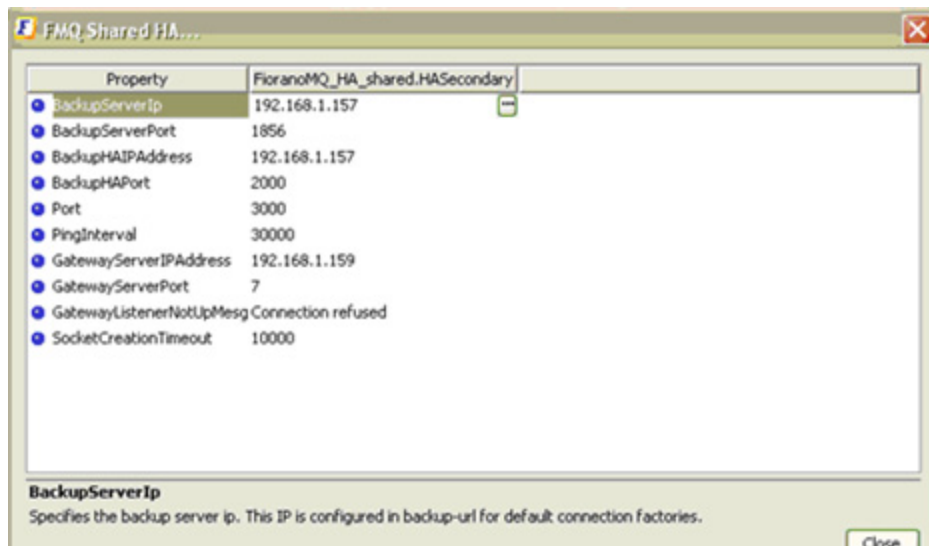 FMQ Shared HA...
Property FioranoMQ_HA_shared.HASecondary
BackupServerIp 192.168.1.157
BackupServerPort 1856
BackupHAIPAddress 192.168.1.157
BackupHAPort 2000
Port 3000
PingInterval 30000
GatewayServerIPAddress 192.168.1.159
GatewayServerPort 7
GatewayListenerNotUpMesg Connection refused
SocketCreationTimeout 10000
BackupServerIp
Specifies the backup server ip. This IP is configured in backup-url for default connection factories.
Close